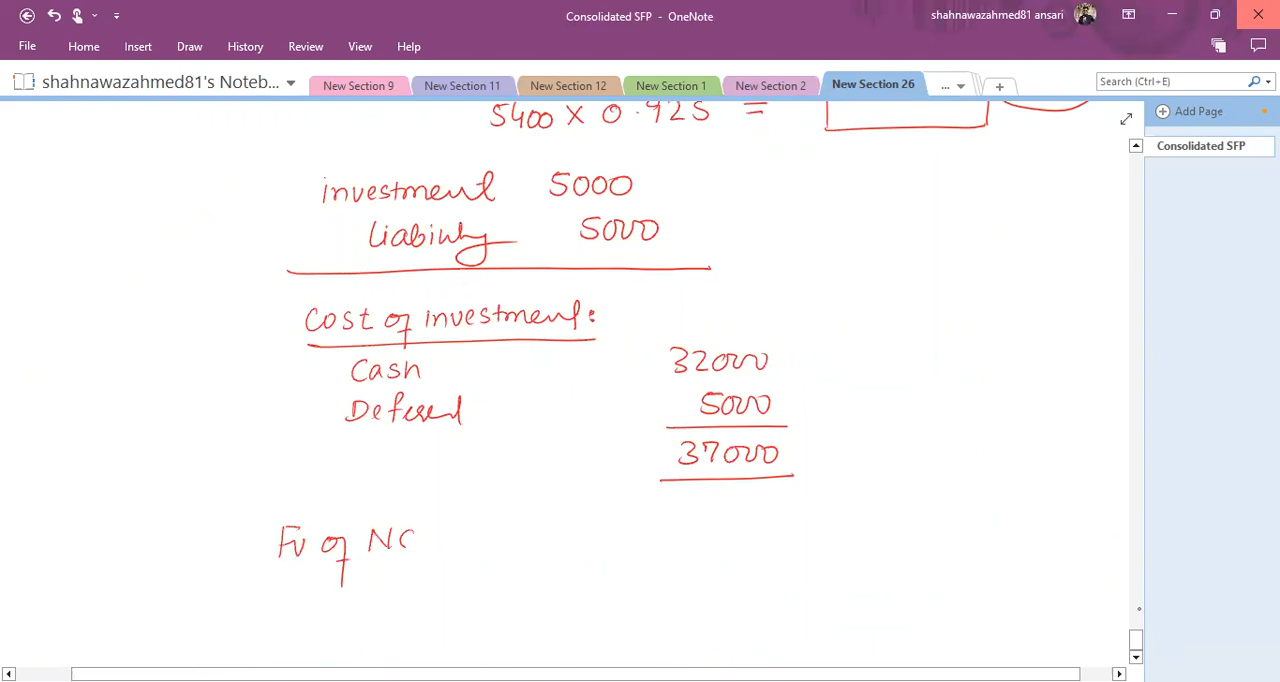 Consolidated SFP - OneNote
shahnawazahmed81 ansari
File Home Insert Draw History Review View Help
shahnawazahmed81's Noteb...
New Section 9 New Section 11 New Section 12 New Section 1 New Section 2 New Section 26 ...
Search (Ctrl+E)
Add Page
Consolidated SFP
5400 X 0.925 =
investment 5000
liability 5000
Cost of investment:
Cash 32000
Defered 5000
37000
Fv of NC